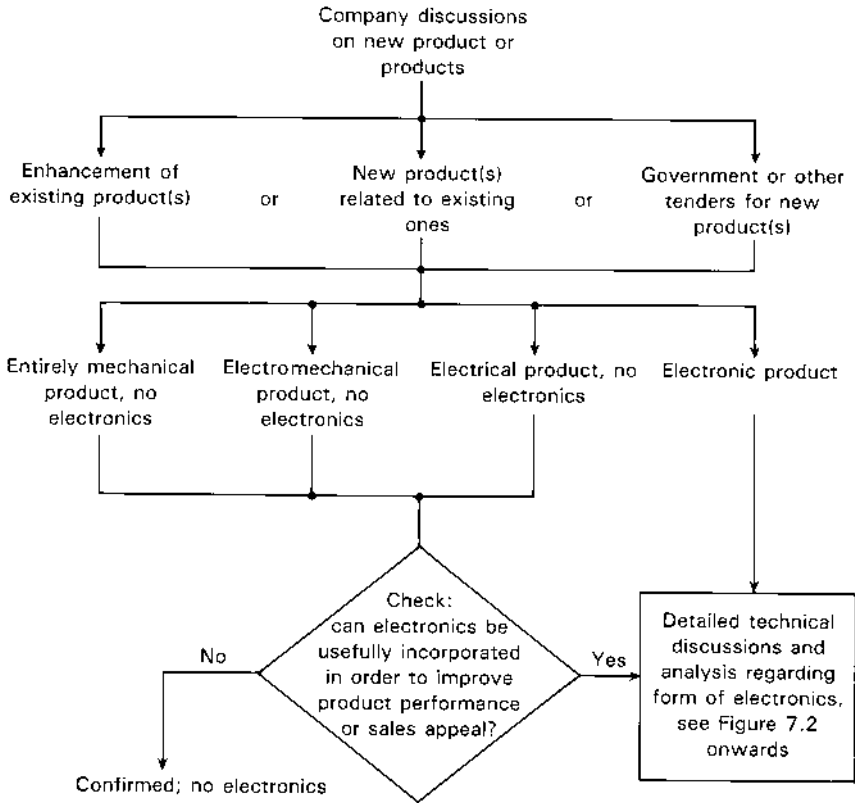 Company discussions
on new product or
products
Enhancement of
existing product(s)
or
New product(s)
related to existing
ones
or
Government or other
tenders for new
product(s)
Entirely mechanical
product, no
electronics
Electromechanical
product, no
electronics
Electrical product, no
electronics
Electronic product
Check:
can electronics be
usefully incorporated
in order to improve
product performance
or sales appeal?
No
Yes
Detailed technical
discussions and
analysis regarding
form of electronics,
see Figure 7.2
onwards
Confirmed; no electronics